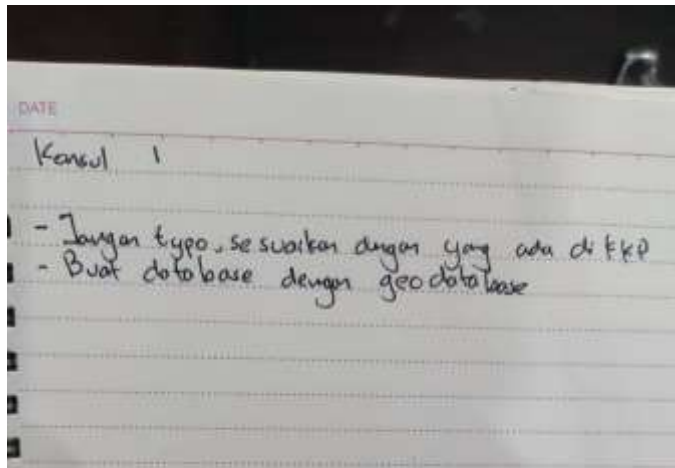 DATE
Konsul 1
- Jangan typo, sesuaikan dengan yang ada di KKP
- Buat database dengan geodatabase